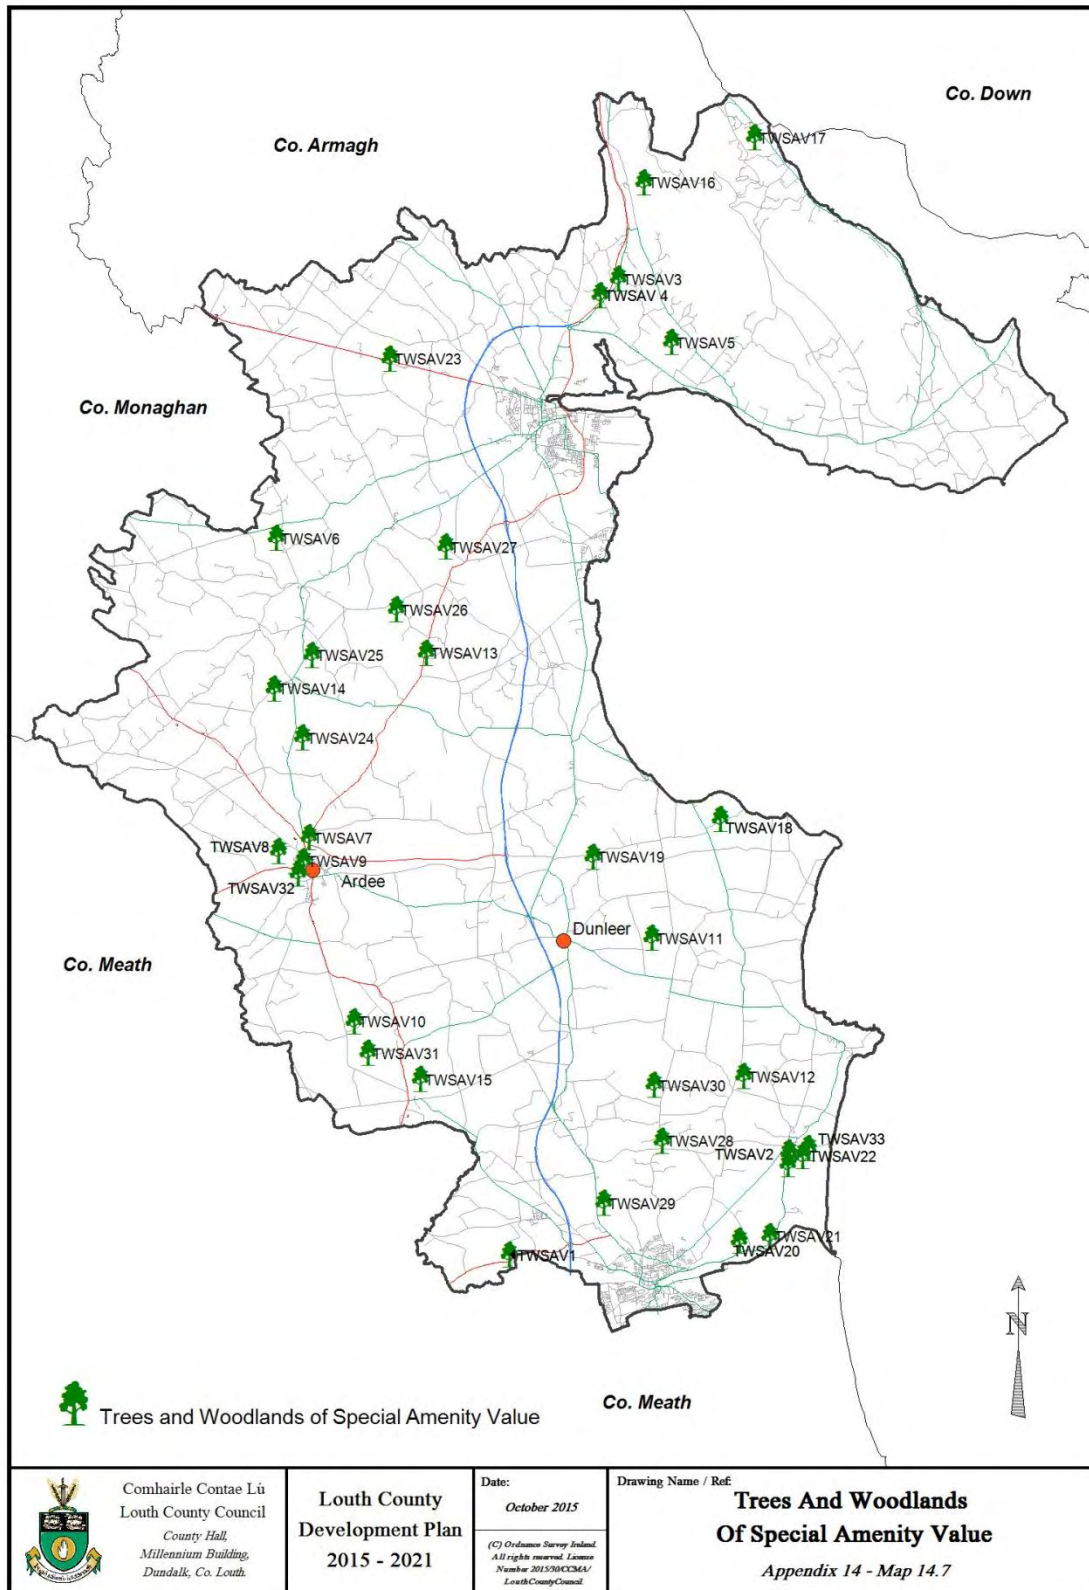 Co. Down
Co. Armagh
TWSAV17
TWSAV16
TWSAV3
TWSAV 4
TWSAV5
TWSAV23
Co. Monaghan
TWSAV6
TWSAV27
TWSAV26
TWSAV25
TWSAV13
TWSAV14
TWSAV24
TWSAV18
TWSAV7
TWSAV8
TWSAV9
TWSAV19
TWSAV32
Ardee
Dunleer
TWSAV11
Co. Meath
TWSAV10
TWSAV31
TWSAV15
TWSAV30
TWSAV12
TWSAV28
TWSAV33
TWSAV2
TWSAV22
TWSAV29
TWSAV21
TWSAV20
TWSAV1
N
Co. Meath
Trees and Woodlands of Special Amenity Value
Comhairle Contae Lú
Louth County Council
County Hall,
Millennium Building,
Dundalk, Co. Louth.
Louth County
Development Plan
2015 - 2021
Date:
October 2015
(C) Ordnance Survey Ireland.
All rights reserved. License
Number 2015/30/CCMA/
LouthCountyCouncil
Drawing Name / Ref:
Trees And Woodlands
Of Special Amenity Value
Appendix 14 - Map 14.7